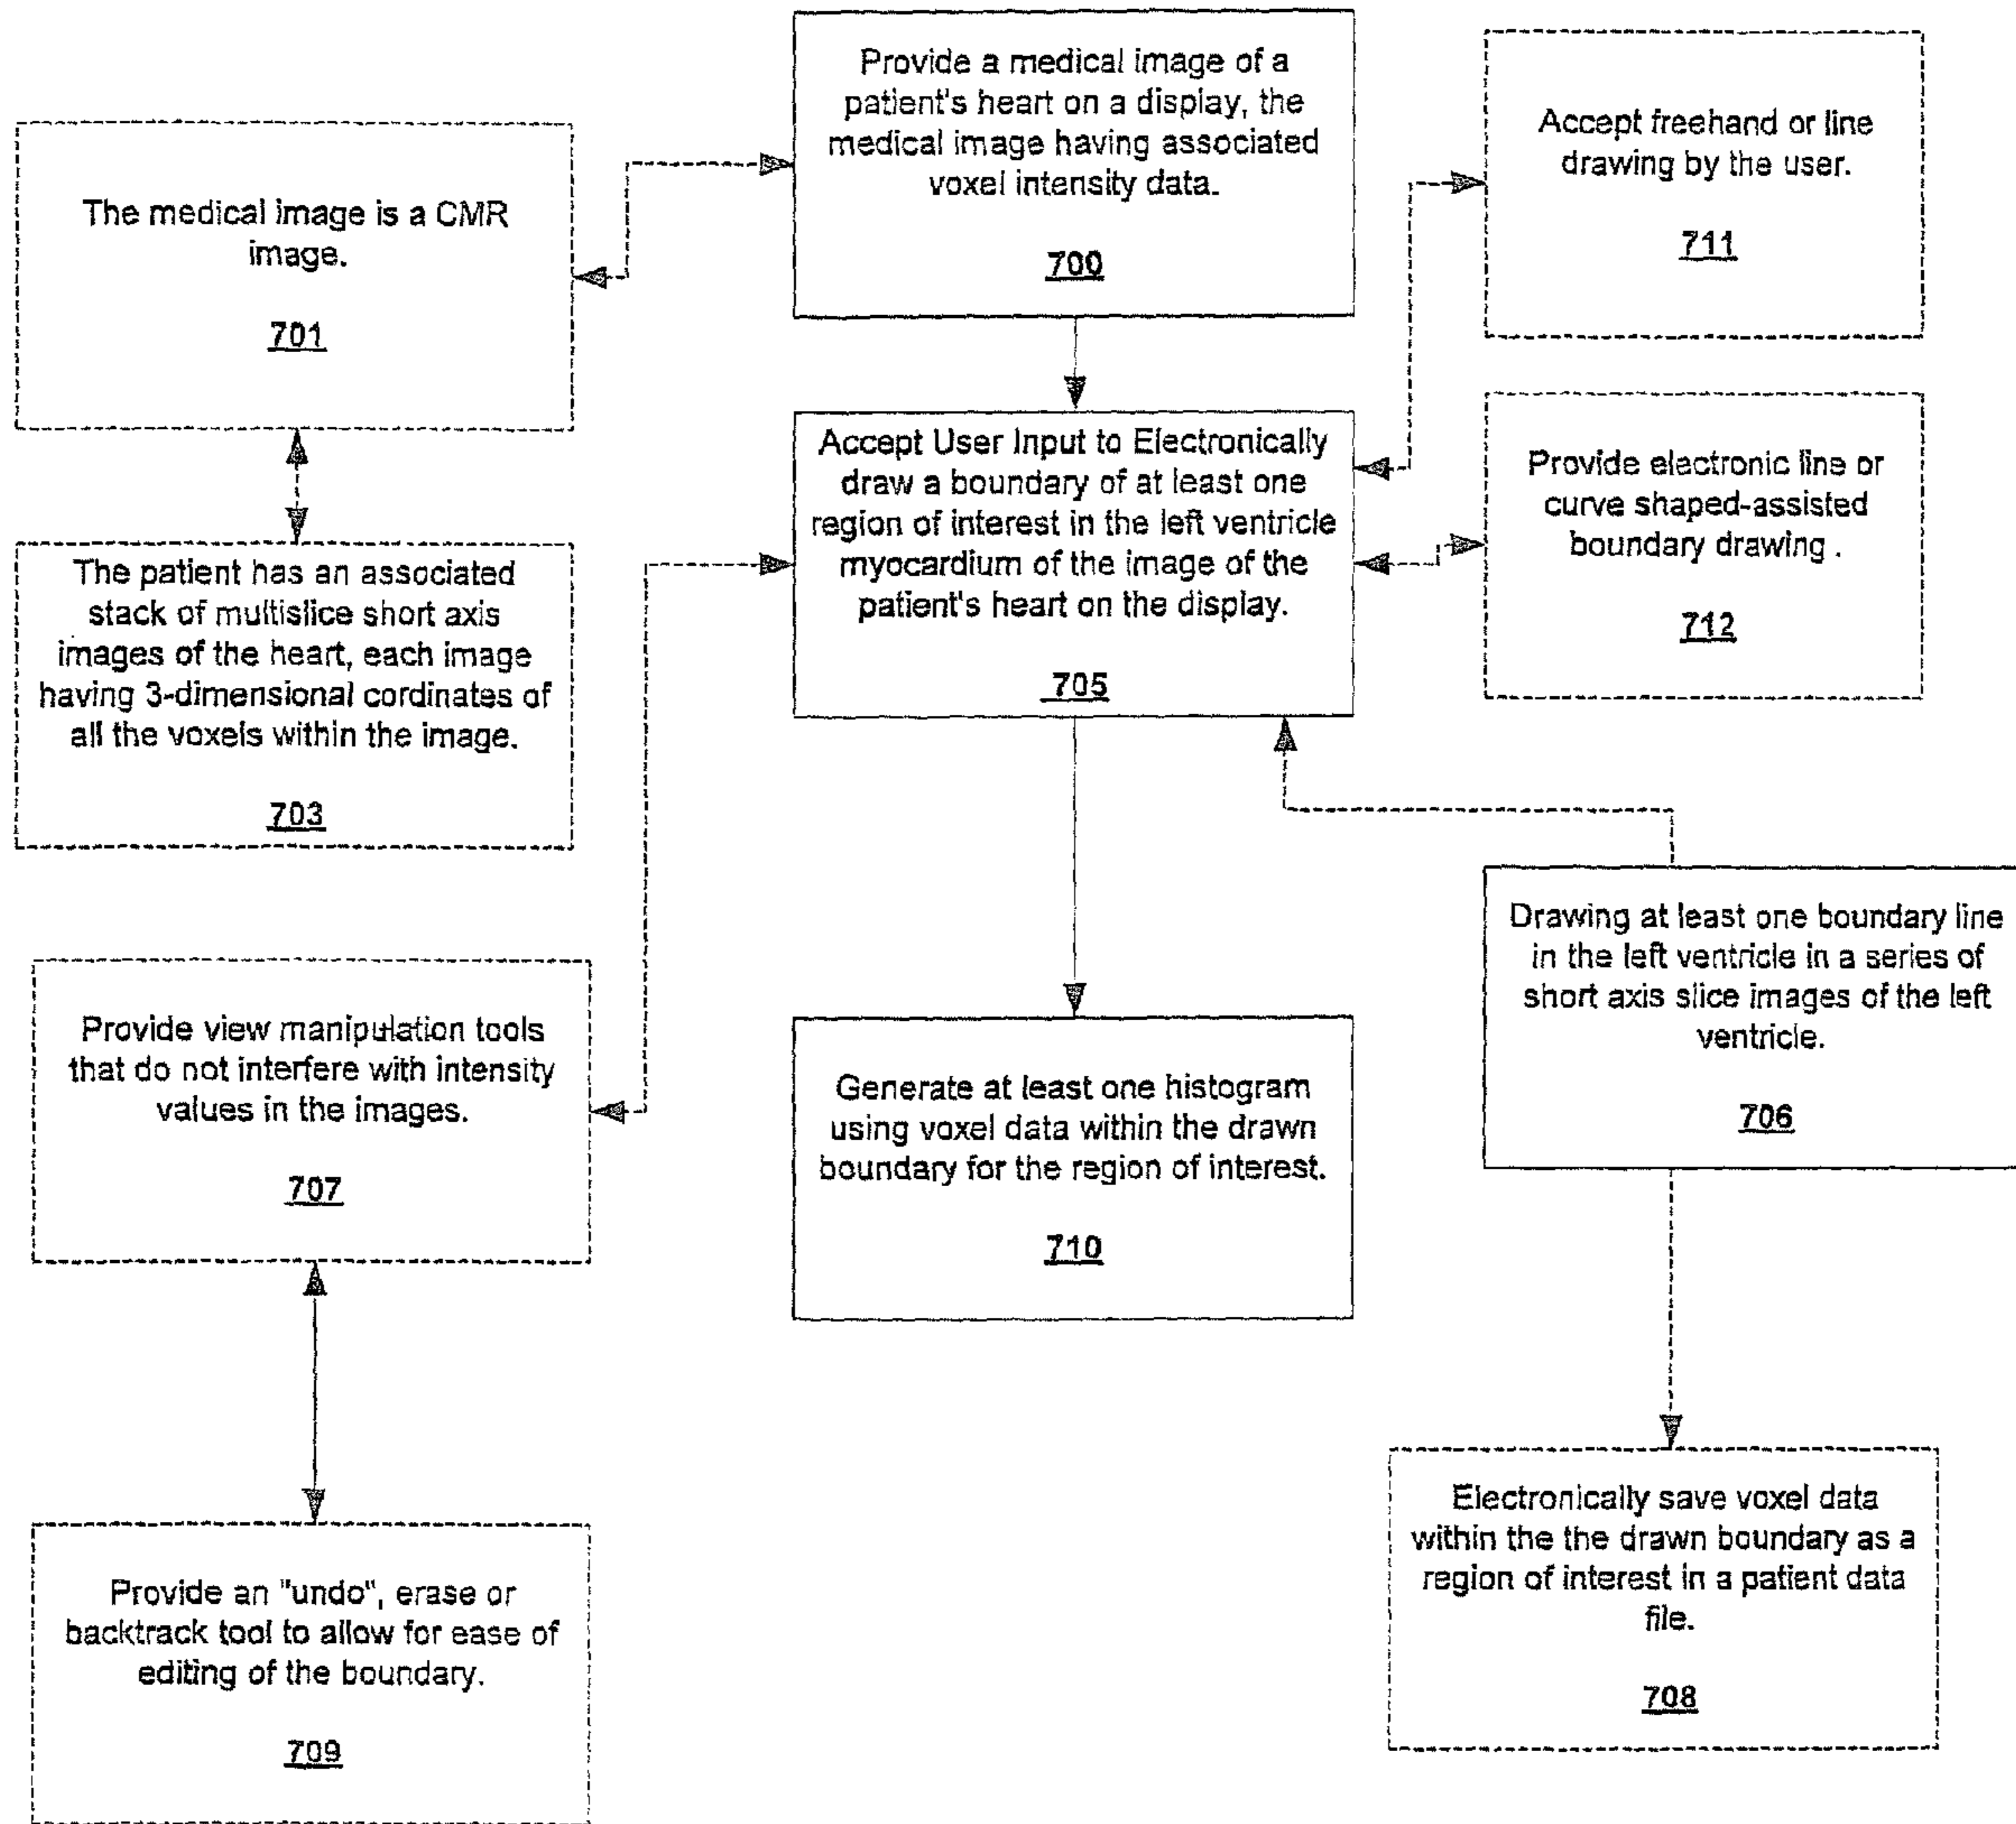 Provide a medical image of a
patient's heart on a display, the
medical image having associated
voxel intensity data.
700
The medical image is a CMR
image.
701
Accept freehand or line
drawing by the user.
711
Accept User Input to Electronically
draw a boundary of at least one
region of interest in the left ventricle
myocardium of the image of the
patient's heart on the display.
705
Provide electronic line or
curve shaped-assisted
boundary drawing .
712
The patient has an associated
stack of multislice short axis
images of the heart, each image
having 3-dimensional cordinates of
all the voxels within the image.
703
Drawing at least one boundary line
in the left ventricle in a series of
short axis slice images of the left
ventricle.
706
Provide view manipulation tools
that do not interfere with intensity
values in the images.
707
Generate at least one histogram
using voxel data within the drawn
boundary for the region of interest.
710
Electronically save voxel data
within the the drawn boundary as a
region of interest in a patient data
file.
708
Provide an "undo", erase or
backtrack tool to allow for ease of
editing of the boundary.
709